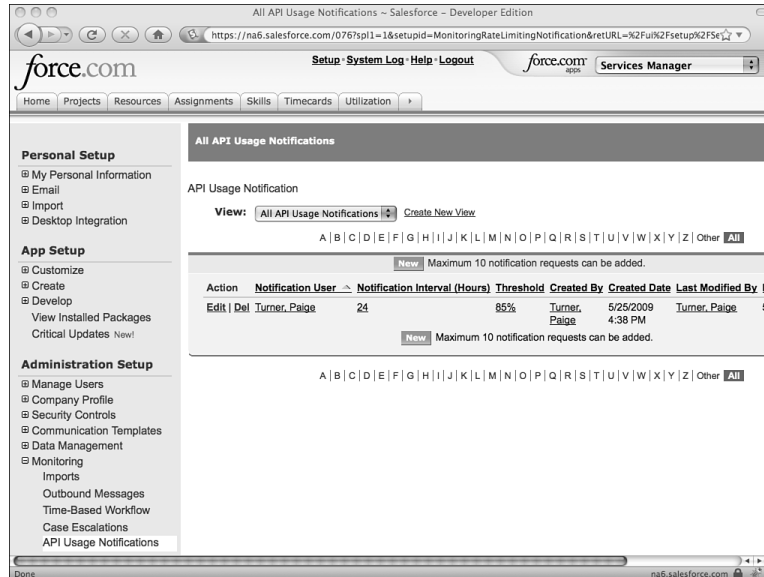 All API Usage Notifications ~ Salesforce - Developer Edition
https://na6.salesforce.com/076?spl1=1&setupid=MonitoringRateLimitingNotification&retURL=%2Fui%2Fsetup%2FSe
force.com
Setup · System Log · Help · Logout
force.com apps
Services Manager
Home Projects Resources Assignments Skills Timecards Utilization
Personal Setup
My Personal Information
Email
Import
Desktop Integration
App Setup
Customize
Create
Develop
View Installed Packages
Critical Updates New!
Administration Setup
Manage Users
Company Profile
Security Controls
Communication Templates
Data Management
Monitoring
Imports
Outbound Messages
Time-Based Workflow
Case Escalations
API Usage Notifications
All API Usage Notifications
API Usage Notification
View: All API Usage Notifications Create New View
A | B | C | D | E | F | G | H | I | J | K | L | M | N | O | P | Q | R | S | T | U | V | W | X | Y | Z | Other All
New Maximum 10 notification requests can be added.
Action Notification User Notification Interval (Hours) Threshold Created By Created Date Last Modified By
Edit | Del Turner, Paige 24 85% Turner, Paige 5/25/2009 4:38 PM Turner, Paige
New Maximum 10 notification requests can be added.
A | B | C | D | E | F | G | H | I | J | K | L | M | N | O | P | Q | R | S | T | U | V | W | X | Y | Z | Other All
Done
na6.salesforce.com